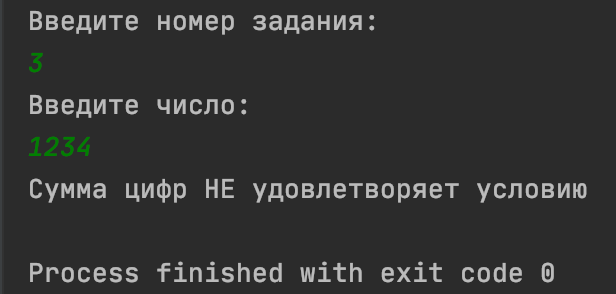 Введите номер задания:
3
Введите число:
1234
Сумма цифр НЕ удовлетворяет условию
Process finished with exit code 0